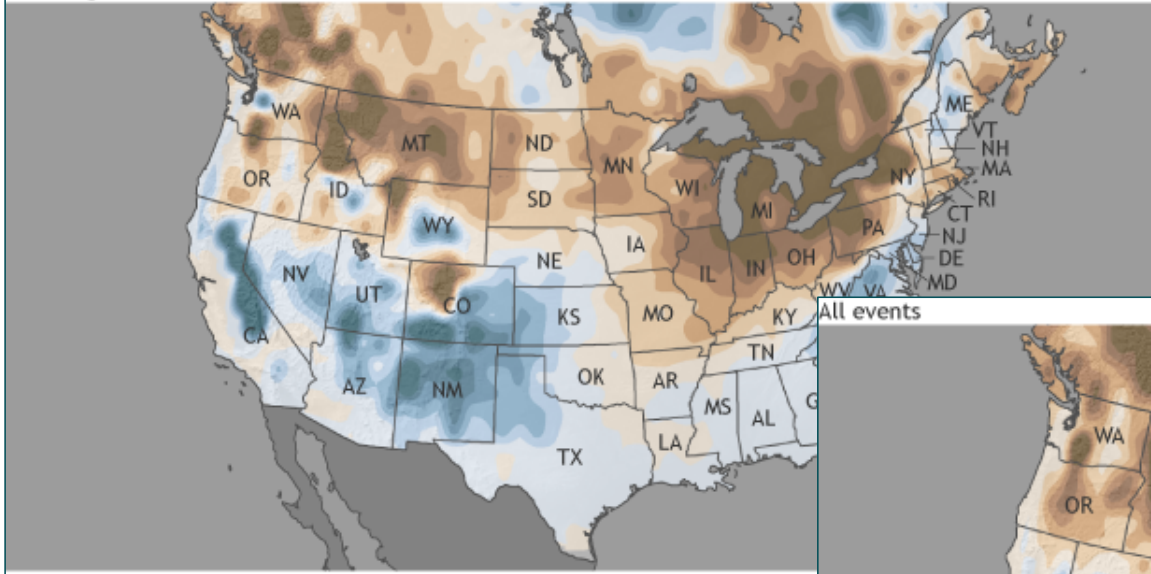 ME
WA
MT
ND
VT
MN
NH
OR
ID
SD
WI
NY
MA
MI
RI
WY
CT
PA
IA
NJ
NE
OH
IL
IN
DE
NV
UT
MD
CO
WV
VA
KS
MO
KY
All events
CA
TN
AZ
NM
OK
AR
MS
AL
LA
WA
TX
OR